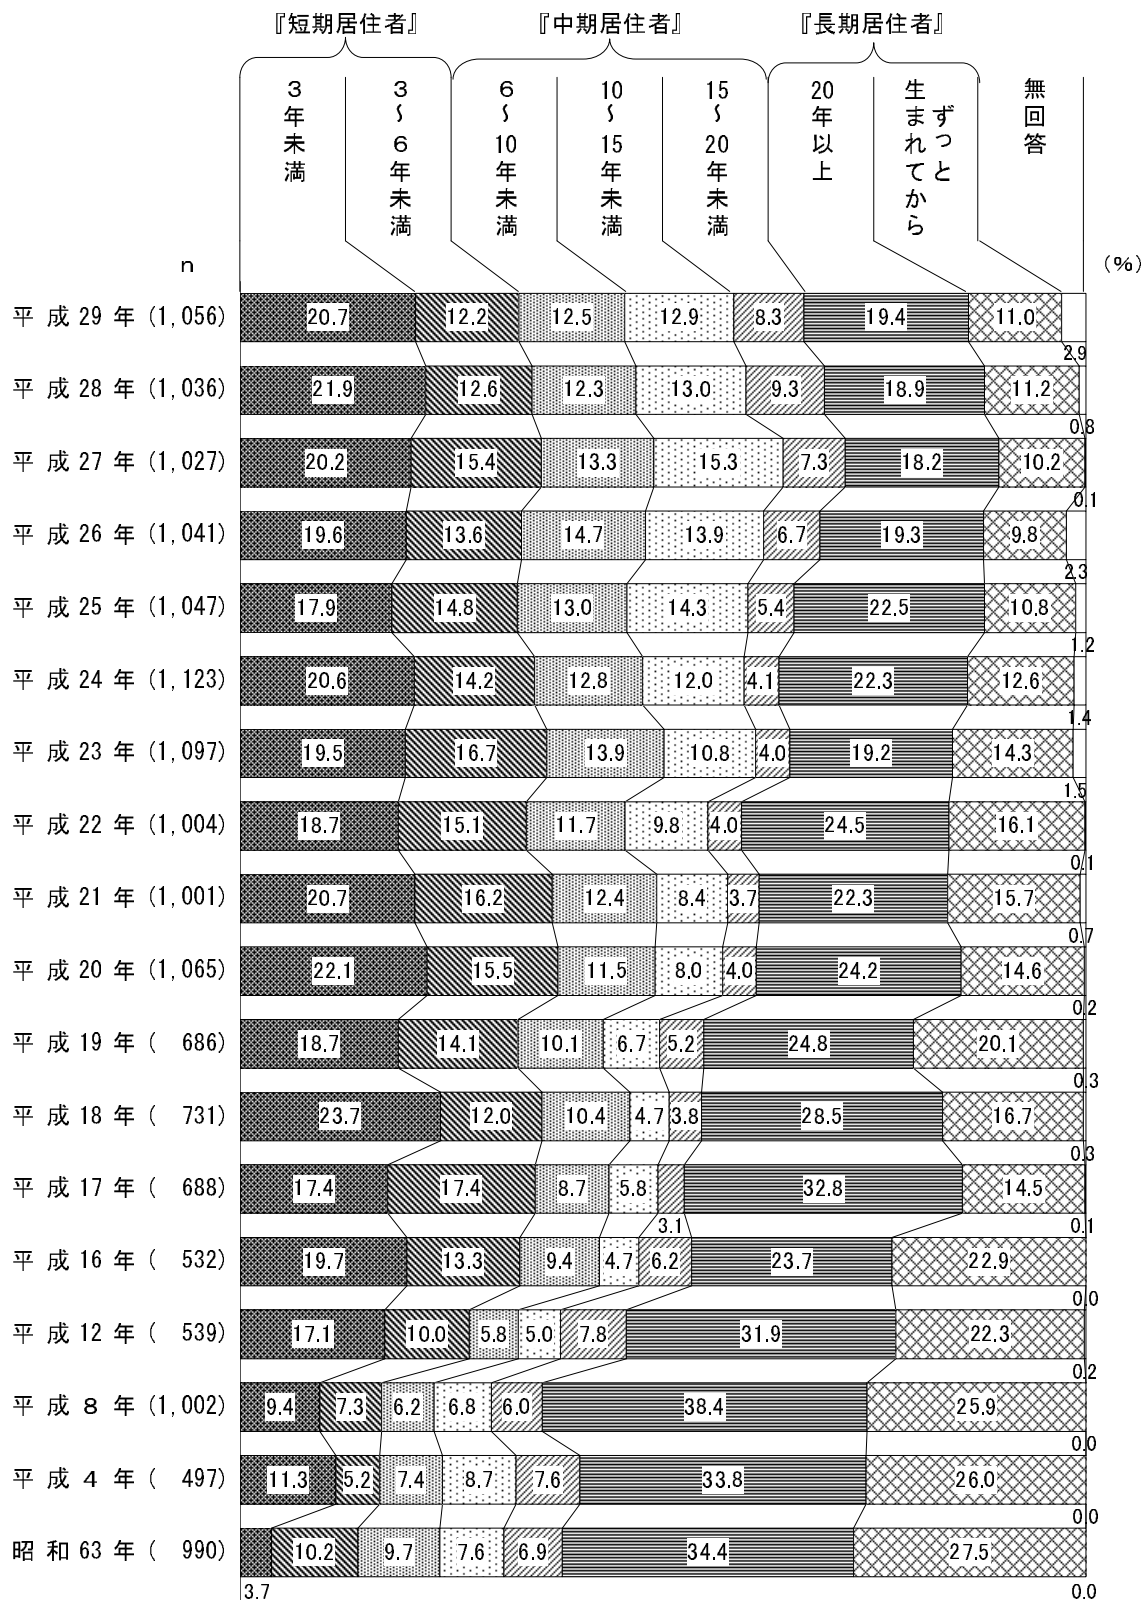 『短期居住者』 『中期居住者』 『長期居住者』
3年未満
3～6年未満
6～10年未満
10～15年未満
15～20年未満
20年以上
生まれてから
ずっと
無回答
n (%)
平成29年(1,056) 20.7 12.2 12.5 12.9 8.3 19.4 11.0
2.9
平成28年(1,036) 21.9 12.6 12.3 13.0 9.3 18.9 11.2
0.8
平成27年(1,027) 20.2 15.4 13.3 15.3 7.3 18.2 10.2
0.1
平成26年(1,041) 19.6 13.6 14.7 13.9 6.7 19.3 9.8
2.3
平成25年(1,047) 17.9 14.8 13.0 14.3 5.4 22.5 10.8
1.2
平成24年(1,123) 20.6 14.2 12.8 12.0 4.1 22.3 12.6
1.4
平成23年(1,097) 19.5 16.7 13.9 10.8 4.0 19.2 14.3
1.5
平成22年(1,004) 18.7 15.1 11.7 9.8 4.0 24.5 16.1
0.1
平成21年(1,001) 20.7 16.2 12.4 8.4 3.7 22.3 15.7
0.7
平成20年(1,065) 22.1 15.5 11.5 8.0 4.0 24.2 14.6
0.2
平成19年( 686) 18.7 14.1 10.1 6.7 5.2 24.8 20.1
0.3
平成18年( 731) 23.7 12.0 10.4 4.7 3.8 28.5 16.7
0.3
平成17年( 688) 17.4 17.4 8.7 5.8 32.8 14.5
3.1 0.1
平成16年( 532) 19.7 13.3 9.4 4.7 6.2 23.7 22.9
0.0
平成12年( 539) 17.1 10.0 5.8 5.0 7.8 31.9 22.3
0.2
平成8年(1,002) 9.4 7.3 6.2 6.8 6.0 38.4 25.9
0.0
平成4年( 497) 11.3 5.2 7.4 8.7 7.6 33.8 26.0
0.0
昭和63年( 990) 10.2 9.7 7.6 6.9 34.4 27.5
3.7 0.0